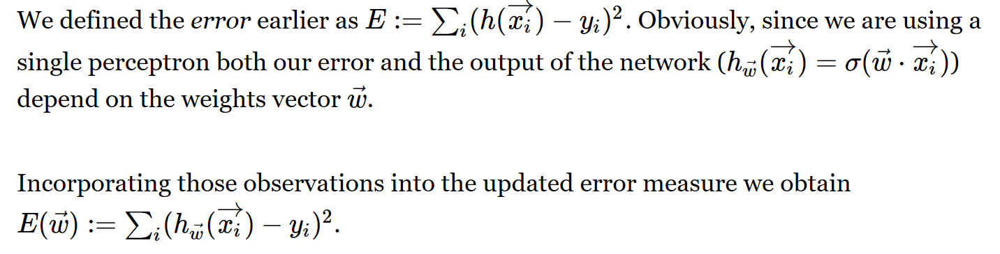 We defined the error earlier as $E := \sum_i (h(\overrightarrow{x_i}) - y_i)^2$. Obviously, since we are using a
single perceptron both our error and the output of the network $(h_{\vec{w}}(\overrightarrow{x_i}) = \sigma(\vec{w} \cdot \overrightarrow{x_i}))$
depend on the weights vector $\vec{w}$.
Incorporating those observations into the updated error measure we obtain
$E(\vec{w}) := \sum_i (h_{\vec{w}}(\overrightarrow{x_i}) - y_i)^2$.